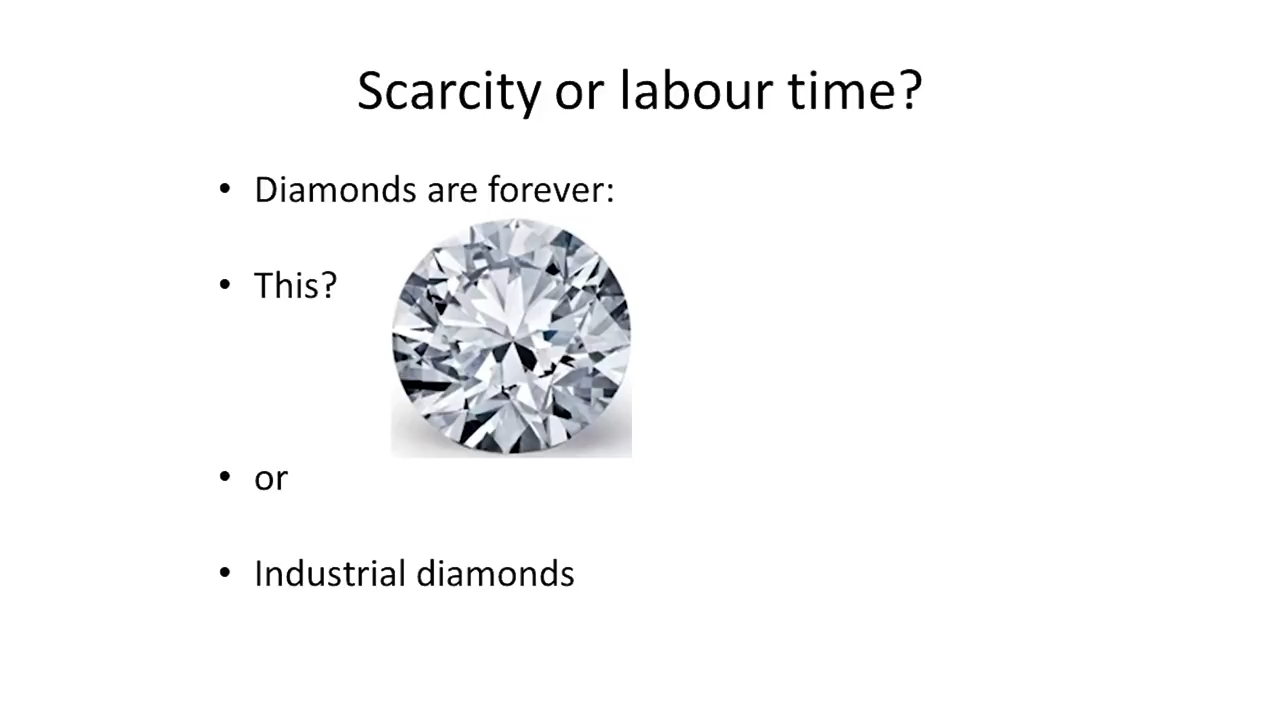 Scarcity or labour time?
• Diamonds are forever:
• This?
• or
• Industrial diamonds